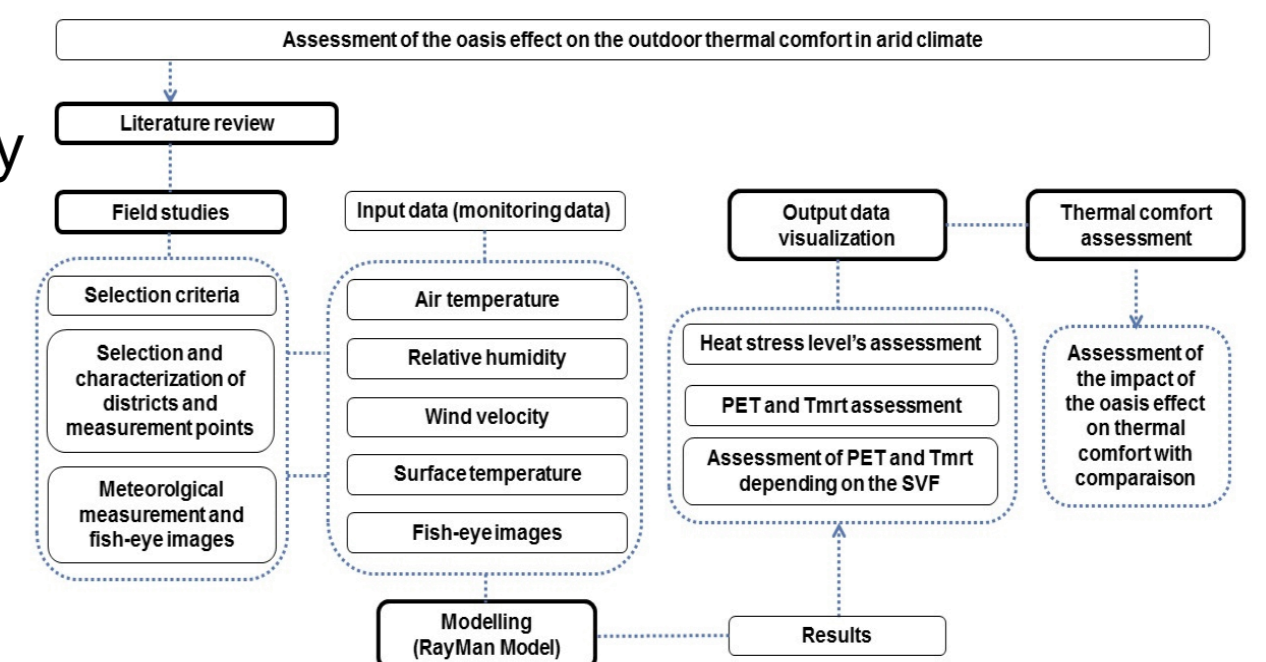 Assessment of the oasis effect on the outdoor thermal comfort in arid climate
y
Literature review
Field studies
Selection criteria
Selection and
characterization of
districts and
measurement points
Meteorolgical
measurement and
fish-eye images
Input data (monitoring data)
Air temperature
Relative humidity
Wind velocity
Surface temperature
Fish-eye images
Modelling
(RayMan Model)
Results
Output data
visualization
Heat stress level's assessment
PET and Tmrt assessment
Assessment of PET and Tmrt
depending on the SVF
Thermal comfort
assessment
Assessment of
the impact of
the oasis effect
on thermal
comfort with
comparaison